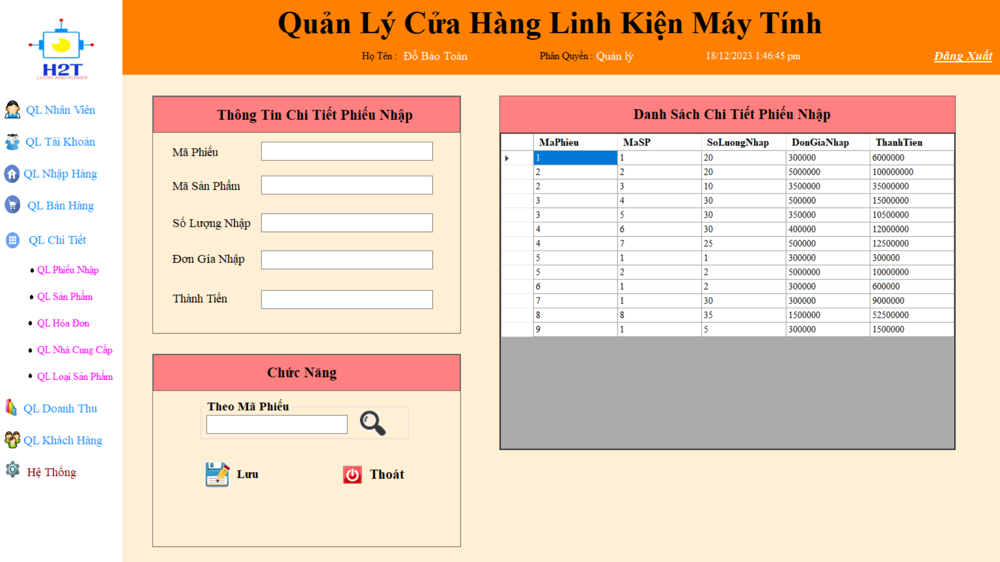 Quản Lý Cửa Hàng Linh Kiện Máy Tính
Họ Tên : Đỗ Bảo Toàn Phân Quyền : Quản lý 18/12/2023 1:46:45 pm Đăng Xuất
H2T
LUCKY AND POWER
QL Nhân Viên
QL Tài Khoản
QL Nhập Hàng
QL Bán Hàng
QL Chi Tiết
QL Phiếu Nhập
QL Sản Phẩm
QL Hóa Đơn
QL Nhà Cung Cấp
QL Loại Sản Phẩm
QL Doanh Thu
QL Khách Hàng
Hệ Thống
Thông Tin Chi Tiết Phiếu Nhập
Mã Phiếu
Mã Sản Phẩm
Số Lượng Nhập
Đơn Gía Nhập
Thành Tiền
Chức Năng
Theo Mã Phiếu
Lưu Thoát
Danh Sách Chi Tiết Phiếu Nhập
MaPhieu MaSP SoLuongNhap DonGiaNhap ThanhTien
1 1 20 300000 6000000
2 2 20 5000000 100000000
2 3 10 3500000 35000000
3 4 30 500000 15000000
3 5 30 350000 10500000
4 6 30 400000 12000000
4 7 25 500000 12500000
5 1 1 300000 300000
5 2 2 5000000 10000000
6 1 2 300000 600000
7 1 30 300000 9000000
8 8 35 1500000 52500000
9 1 5 300000 1500000